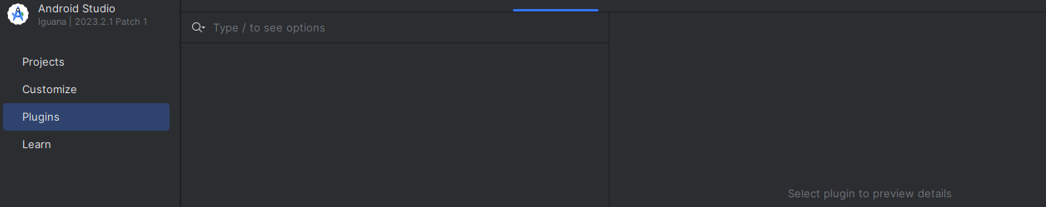 Android Studio
Iguana | 2023.2.1 Patch 1
Type / to see options
Projects
Customize
Plugins
Learn
Select plugin to preview details